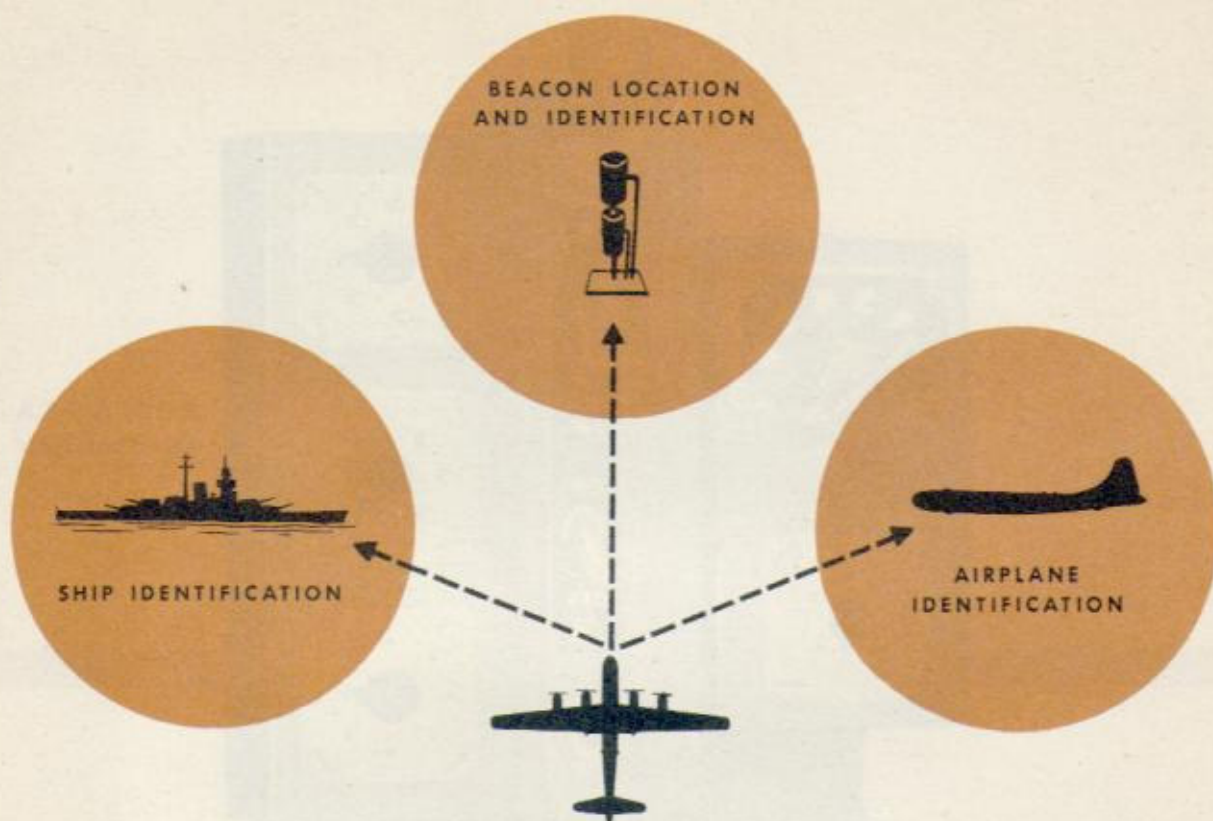 BEACON LOCATION
AND IDENTIFICATION
SHIP IDENTIFICATION
AIRPLANE
IDENTIFICATION